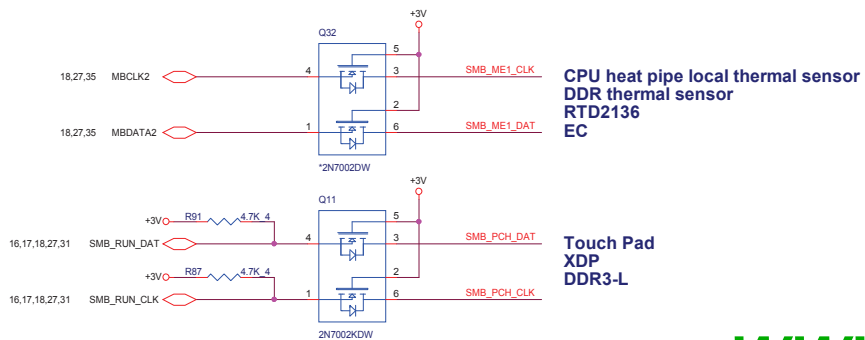 +3V
Q32
5
18,27,35 MBCLK2 4 3 SMB_ME1_CLK CPU heat pipe local thermal sensor
DDR thermal sensor
2 RTD2136
18,27,35 MBDATA2 1 6 SMB_ME1_DAT EC
*2N7002DW
+3V
Q11
+3V R91 4.7K_4 5
16,17,18,27,31 SMB_RUN_DAT 4 3 SMB_PCH_DAT Touch Pad
XDP
+3V R87 4.7K_4 2 DDR3-L
16,17,18,27,31 SMB_RUN_CLK 1 6 SMB_PCH_CLK
2N7002KDW